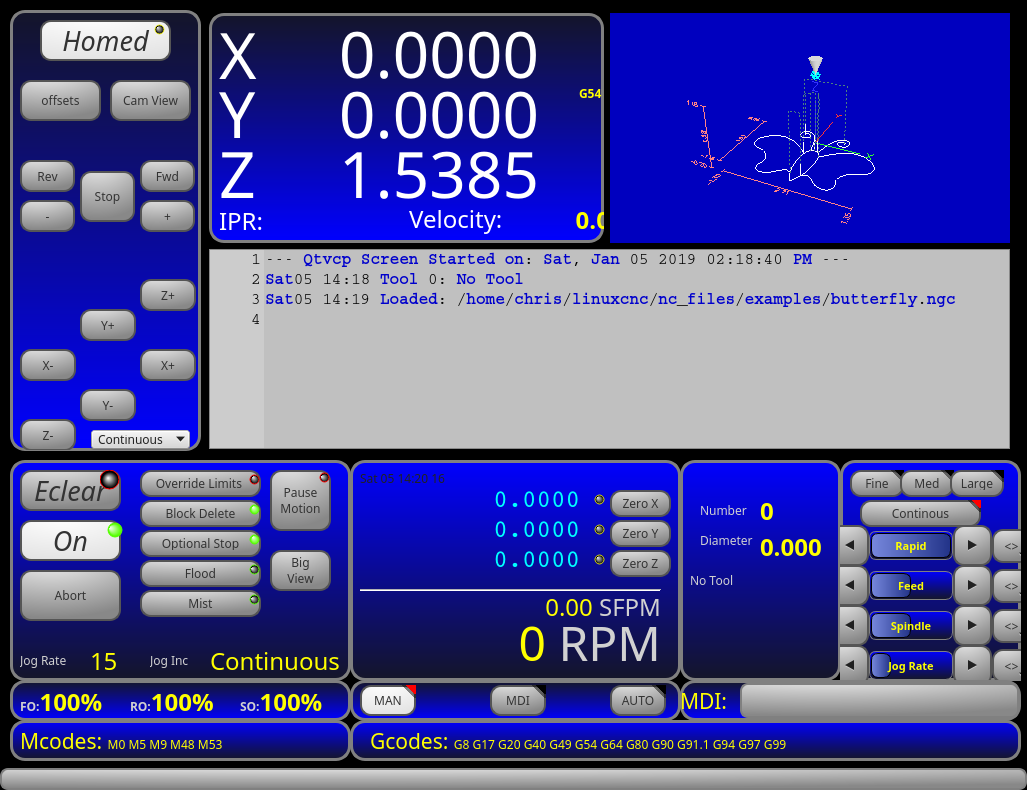 Homed
offsets Cam View
Rev Stop Fwd
- +
Z+
Y+
X- X+
Y-
Z- Continuous
X 0.0000
G54
Y 0.0000
Z 1.5385
IPR: Velocity: 0.0
1 --- Qtvcp Screen Started on: Sat, Jan 05 2019 02:18:40 PM ---
2 Sat05 14:18 Tool 0: No Tool
3 Sat05 14:19 Loaded: /home/chris/linuxcnc/nc_files/examples/butterfly.ngc
4
Eclear
On
Abort
Override Limits
Block Delete
Optional Stop
Flood
Mist
Pause
Motion
Big
View
Jog Rate 15 Jog Inc Continuous
0.0000 Zero X
0.0000 Zero Y
0.0000 Zero Z
0.00 SFPM
0 RPM
Number 0
Diameter 0.000
No Tool
Fine Med Large
Continous
Rapid <>
Feed <>
Spindle <>
Jog Rate <>
FO:100% RO:100% SO:100%
MAN MDI AUTO
MDI:
Mcodes: M0 M5 M9 M48 M53
Gcodes: G8 G17 G20 G40 G49 G54 G64 G80 G90 G91.1 G94 G97 G99